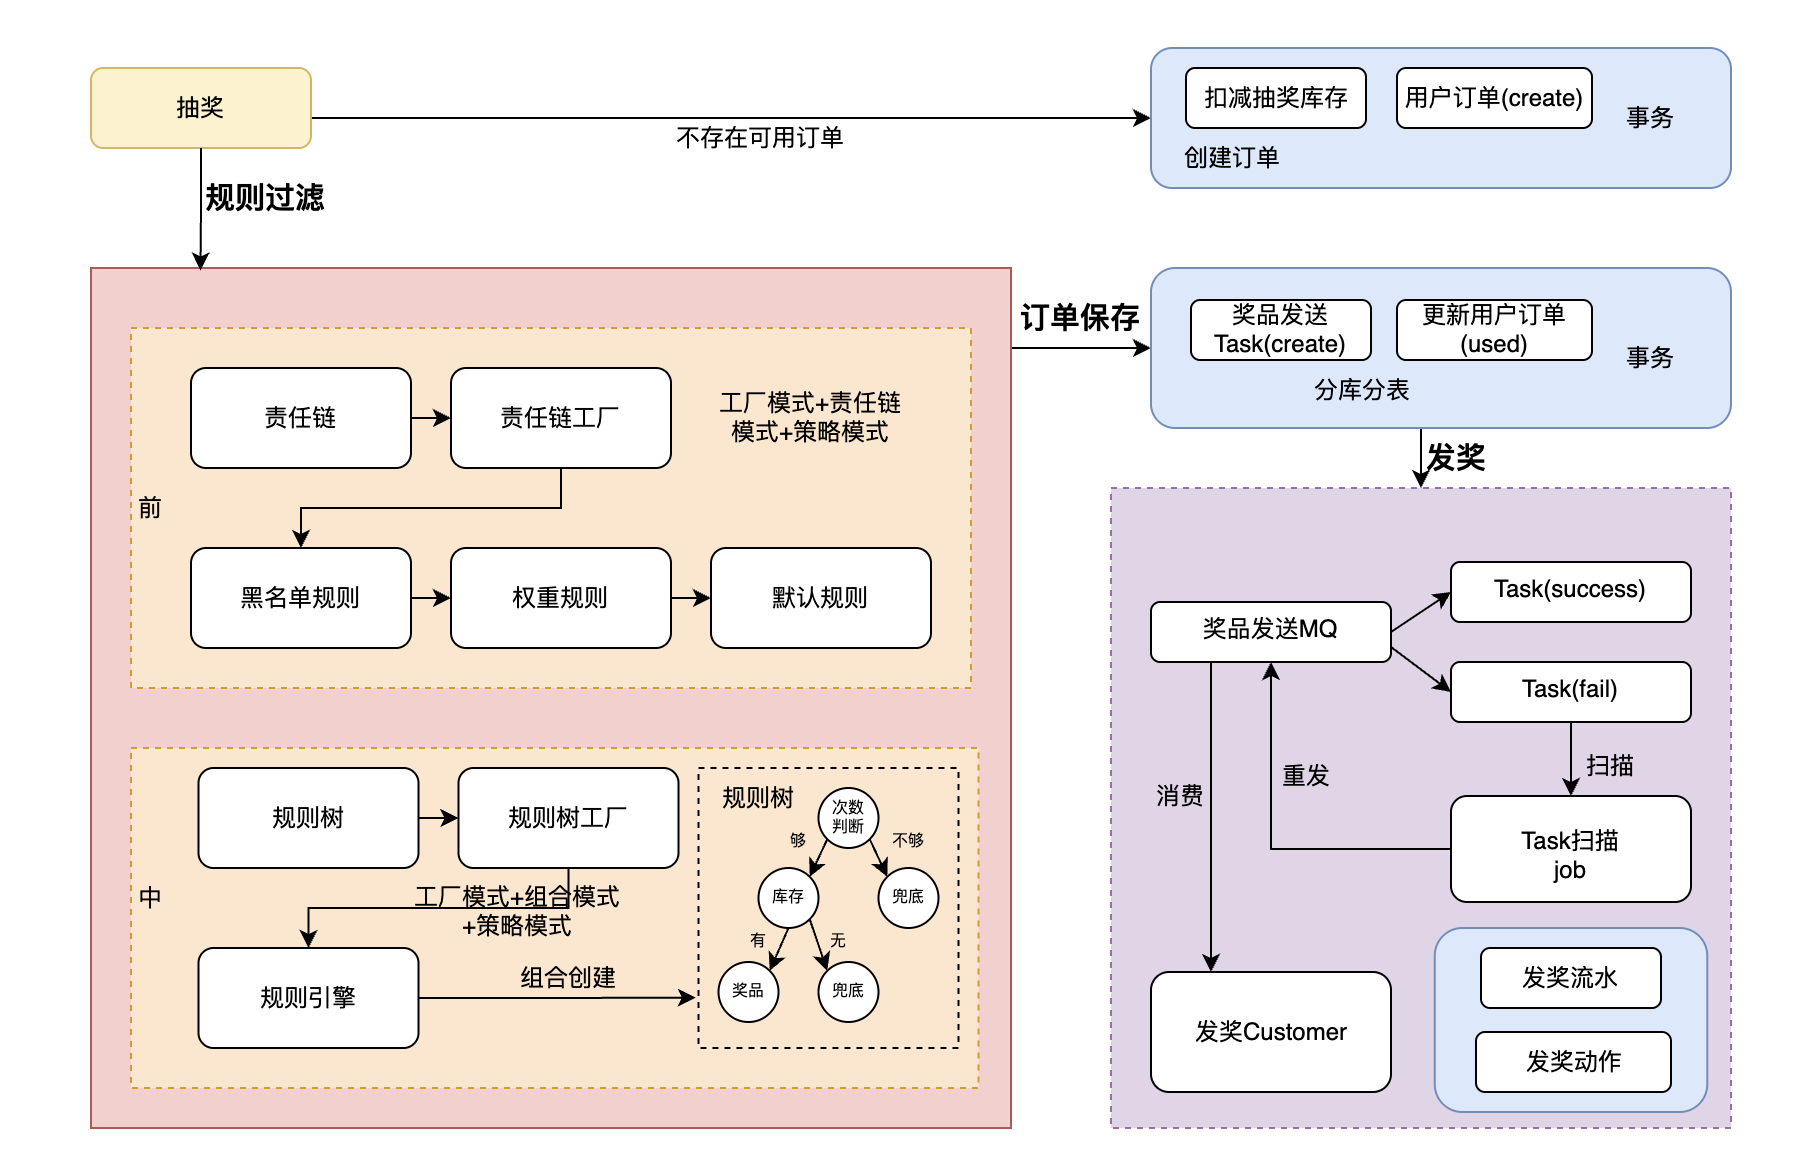 抽奖
不存在可用订单
扣减抽奖库存
用户订单(create)
事务
创建订单
规则过滤
订单保存
奖品发送
Task(create)
更新用户订单
(used)
事务
分库分表
发奖
前
责任链
责任链工厂
工厂模式+责任链
模式+策略模式
黑名单规则
权重规则
默认规则
中
规则树
规则树工厂
工厂模式+组合模式
+策略模式
规则引擎
组合创建
规则树
次数
判断
够
不够
库存
兜底
有
无
奖品
兜底
奖品发送MQ
Task(success)
Task(fail)
扫描
重发
消费
Task扫描
job
发奖Customer
发奖流水
发奖动作